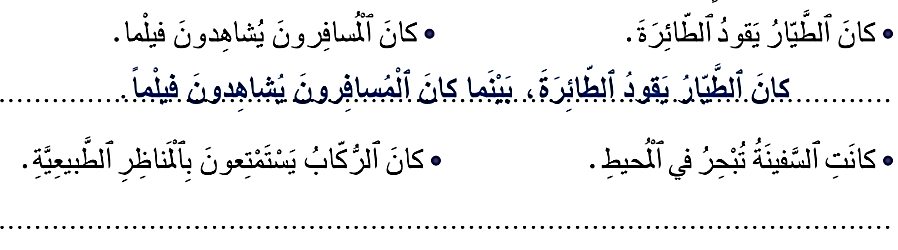 • كانَ ٱلطَّيّارُ يَقودُ ٱلطّائِرَةَ. • كانَ ٱلْمُسافِرونَ يُشاهِدونَ فيلْما.
كانَ ٱلطَّيّارُ يَقودُ ٱلطّائِرَةَ، بَيْنَما كانَ ٱلْمُسافِرونَ يُشاهِدونَ فيلْماً.
• كانَتِ ٱلسَّفينَةُ تُبْحِرُ في ٱلْمُحيطِ. • كانَ ٱلرُّكّابُ يَسْتَمْتِعونَ بِٱلْمَناظِرِ ٱلطَّبيعِيَّةِ.